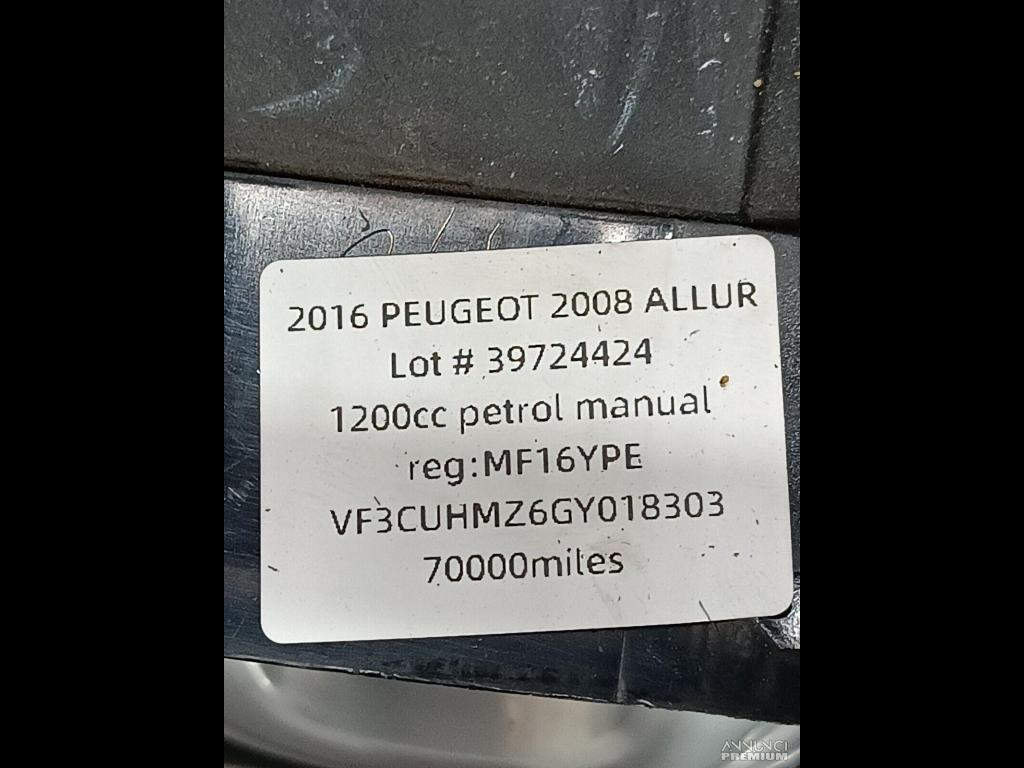 2016 PEUGEOT 2008 ALLUR
Lot # 39724424
1200cc petrol manual
reg:MF16YPE
VF3CUHMZ6GY018303
70000miles
ANNUNCI
PREMIUM